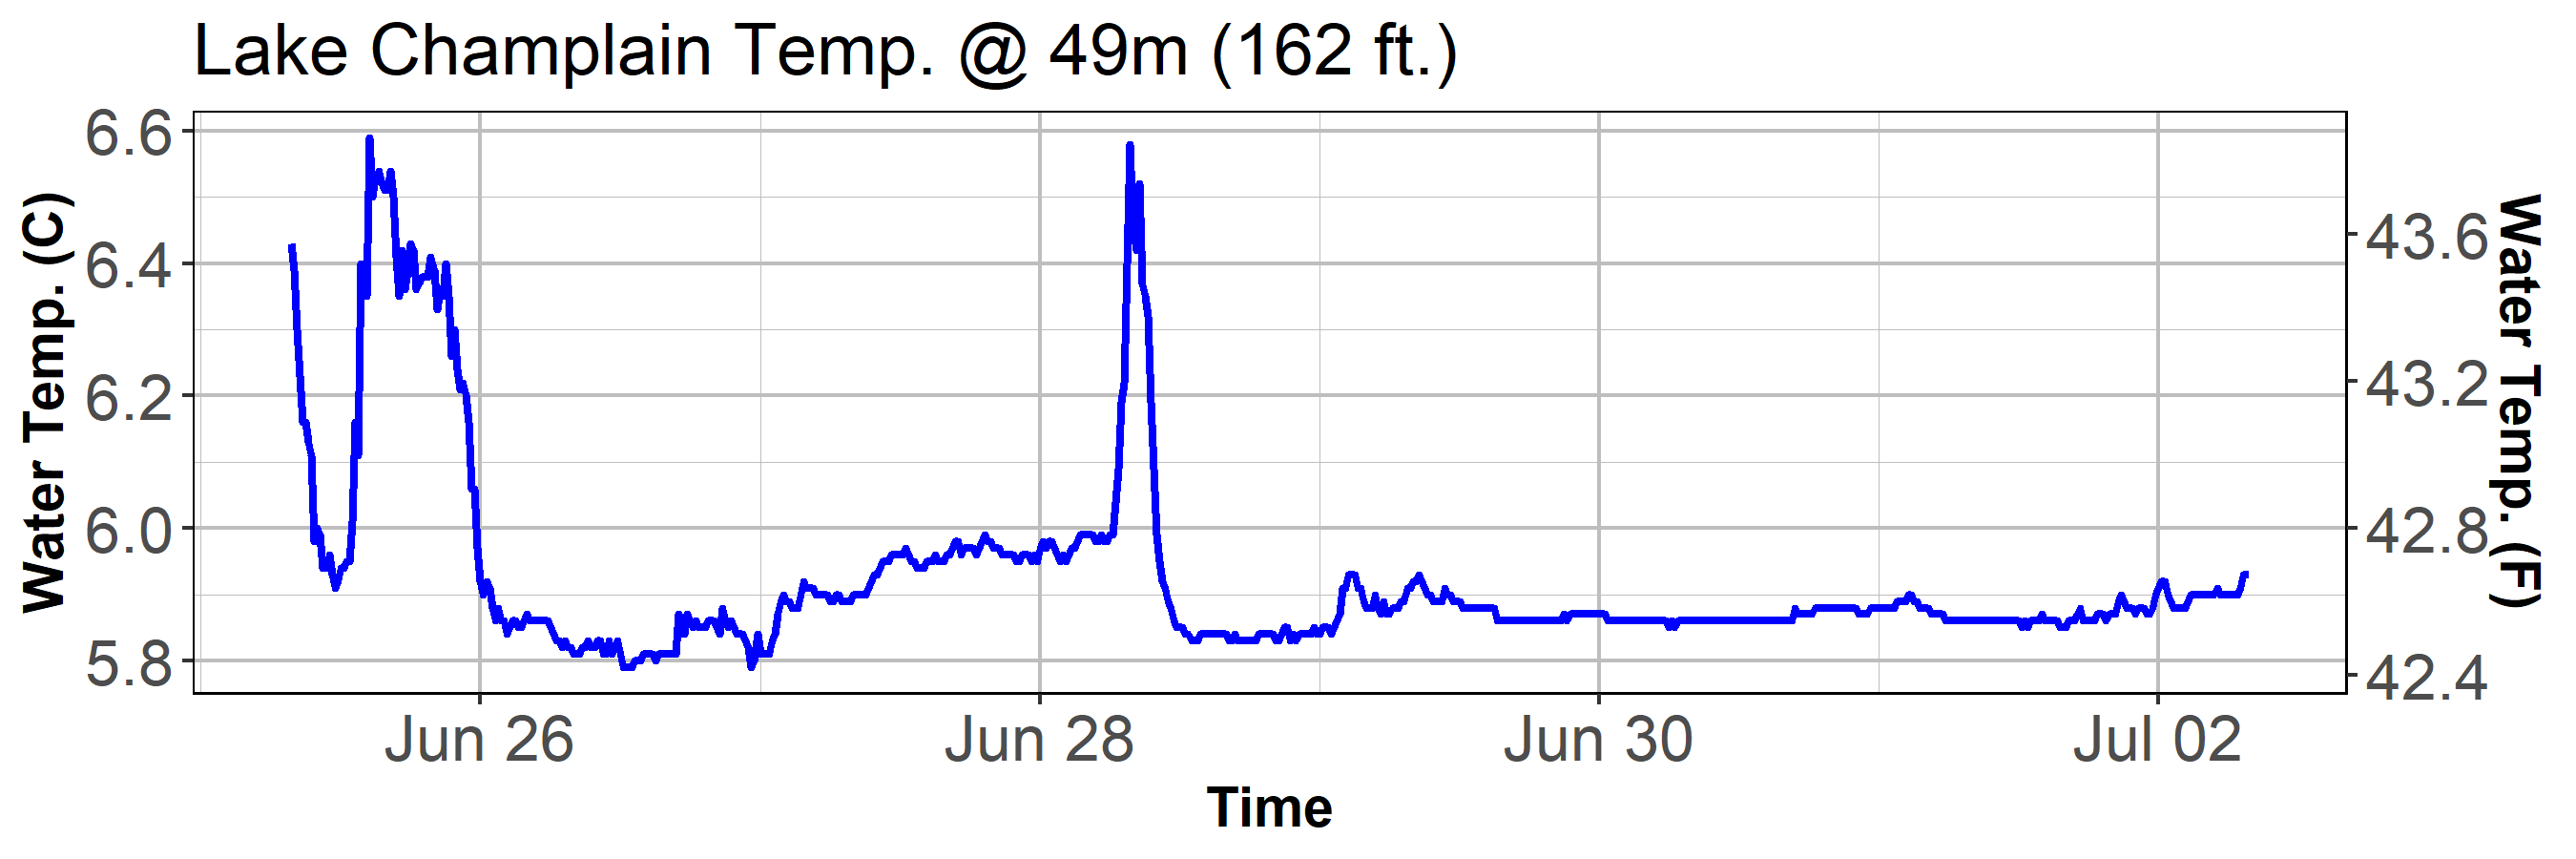 Lake Champlain Temp. @ 49m (162 ft.)
Water Temp. (C)
6.6
6.4
6.2
6.0
5.8
43.6
43.2
42.8
42.4
Water Temp. (F)
Jun 26
Jun 28
Jun 30
Jul 02
Time